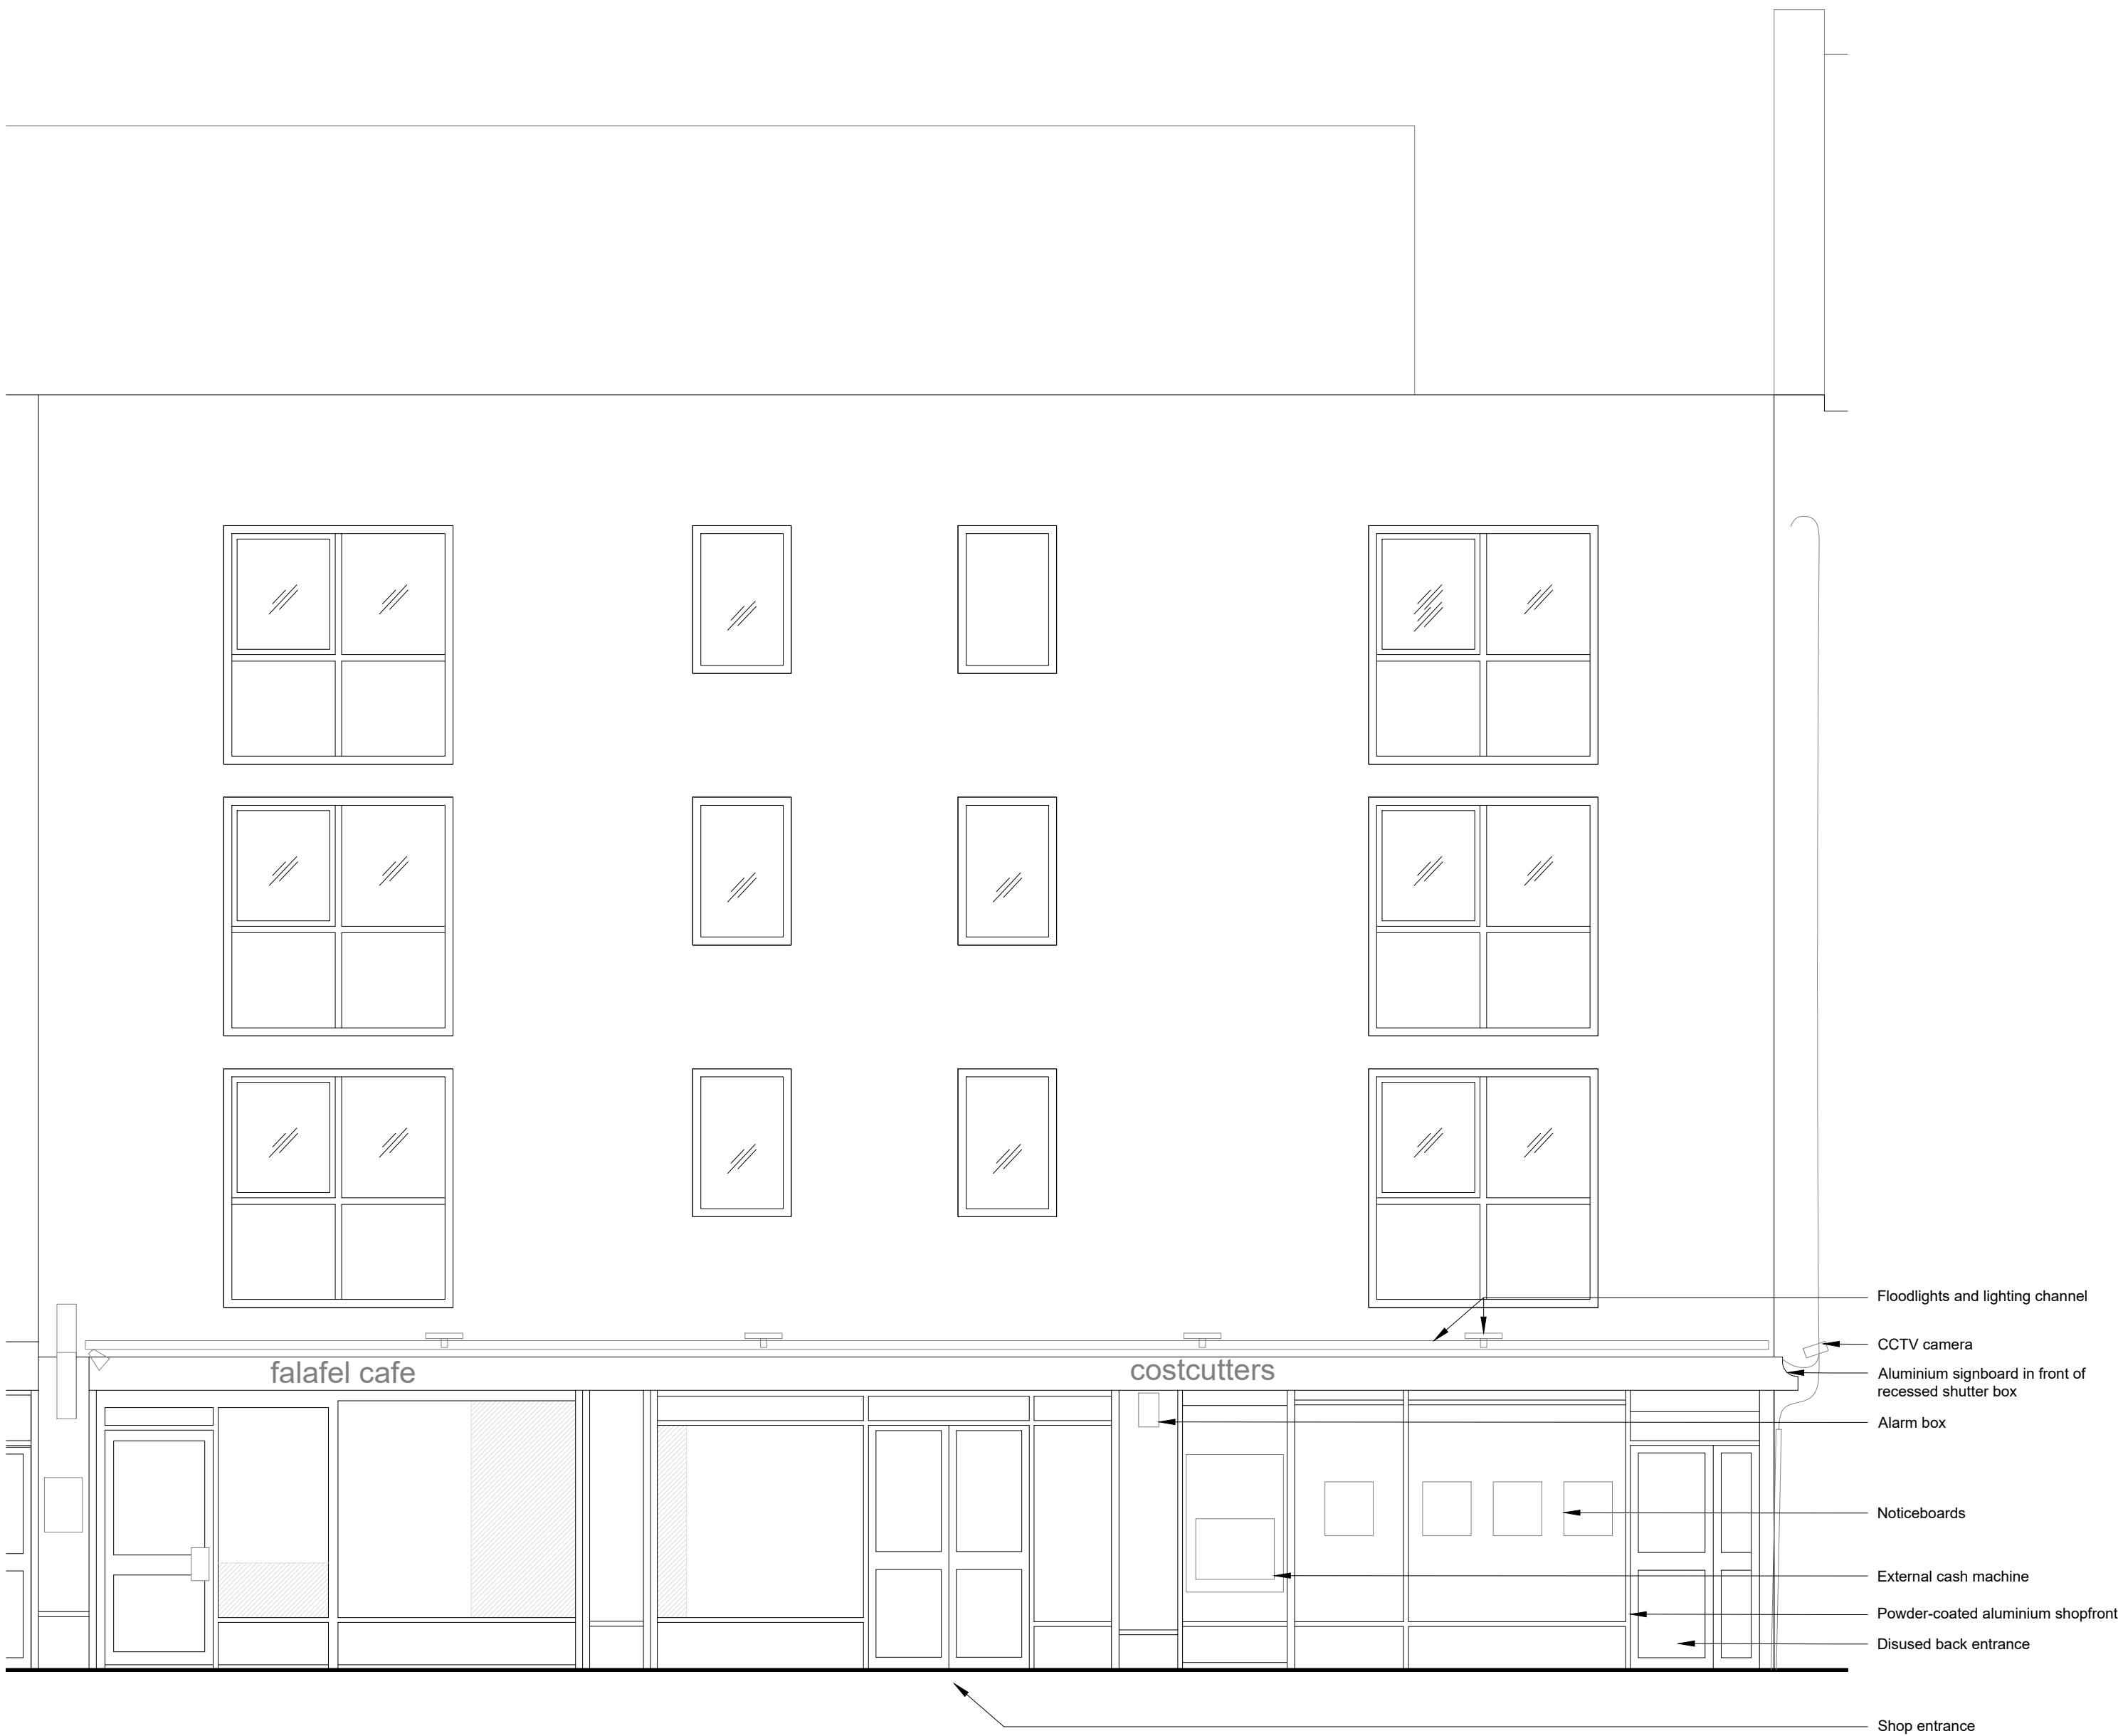 Floodlights and lighting channel
CCTV camera
falafel cafe
costcutters
Aluminium signboard in front of
recessed shutter box
Alarm box
Noticeboards
External cash machine
Powder-coated aluminium shopfront
Disused back entrance
Shop entrance